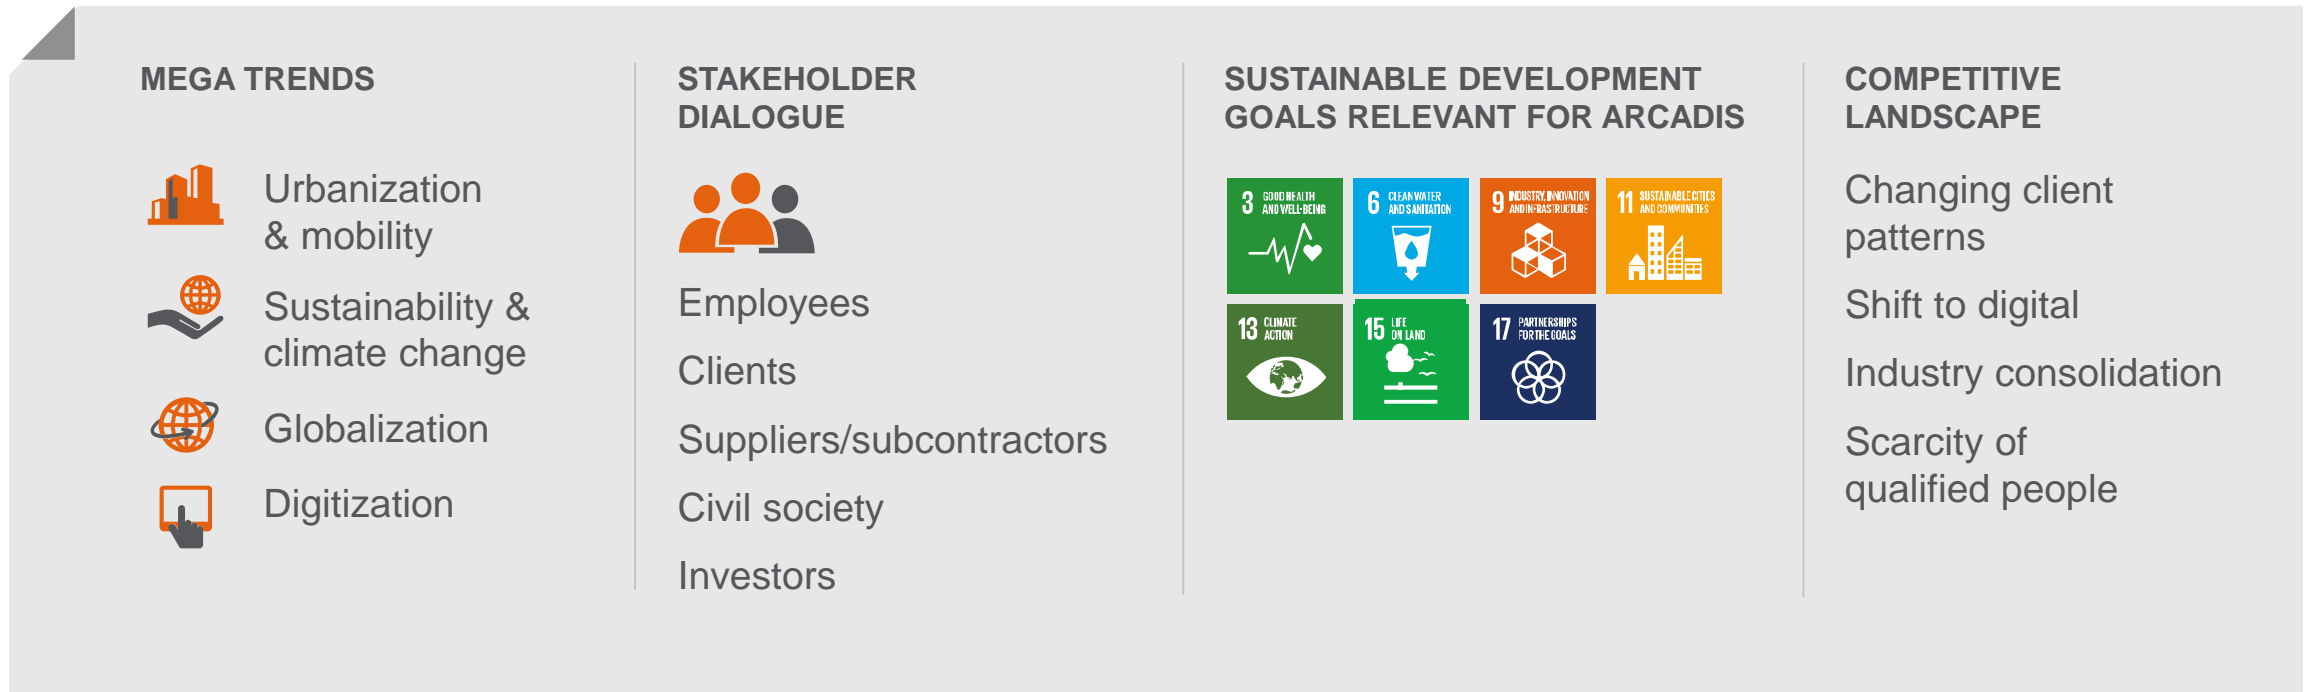 MEGA TRENDS
Urbanization
& mobility
Sustainability &
climate change
Globalization
Digitization
STAKEHOLDER
DIALOGUE
Employees
Clients
Suppliers/subcontractors
Civil society
Investors
SUSTAINABLE DEVELOPMENT
GOALS RELEVANT FOR ARCADIS
3 GOOD HEALTH
AND WELL-BEING
6 CLEAN WATER
AND SANITATION
9 INDUSTRY, INNOVATION
AND INFRASTRUCTURE
11 SUSTAINABLE CITIES
AND COMMUNITIES
13 CLIMATE
ACTION
15 LIFE
ON LAND
17 PARTNERSHIPS
FOR THE GOALS
COMPETITIVE
LANDSCAPE
Changing client
patterns
Shift to digital
Industry consolidation
Scarcity of
qualified people